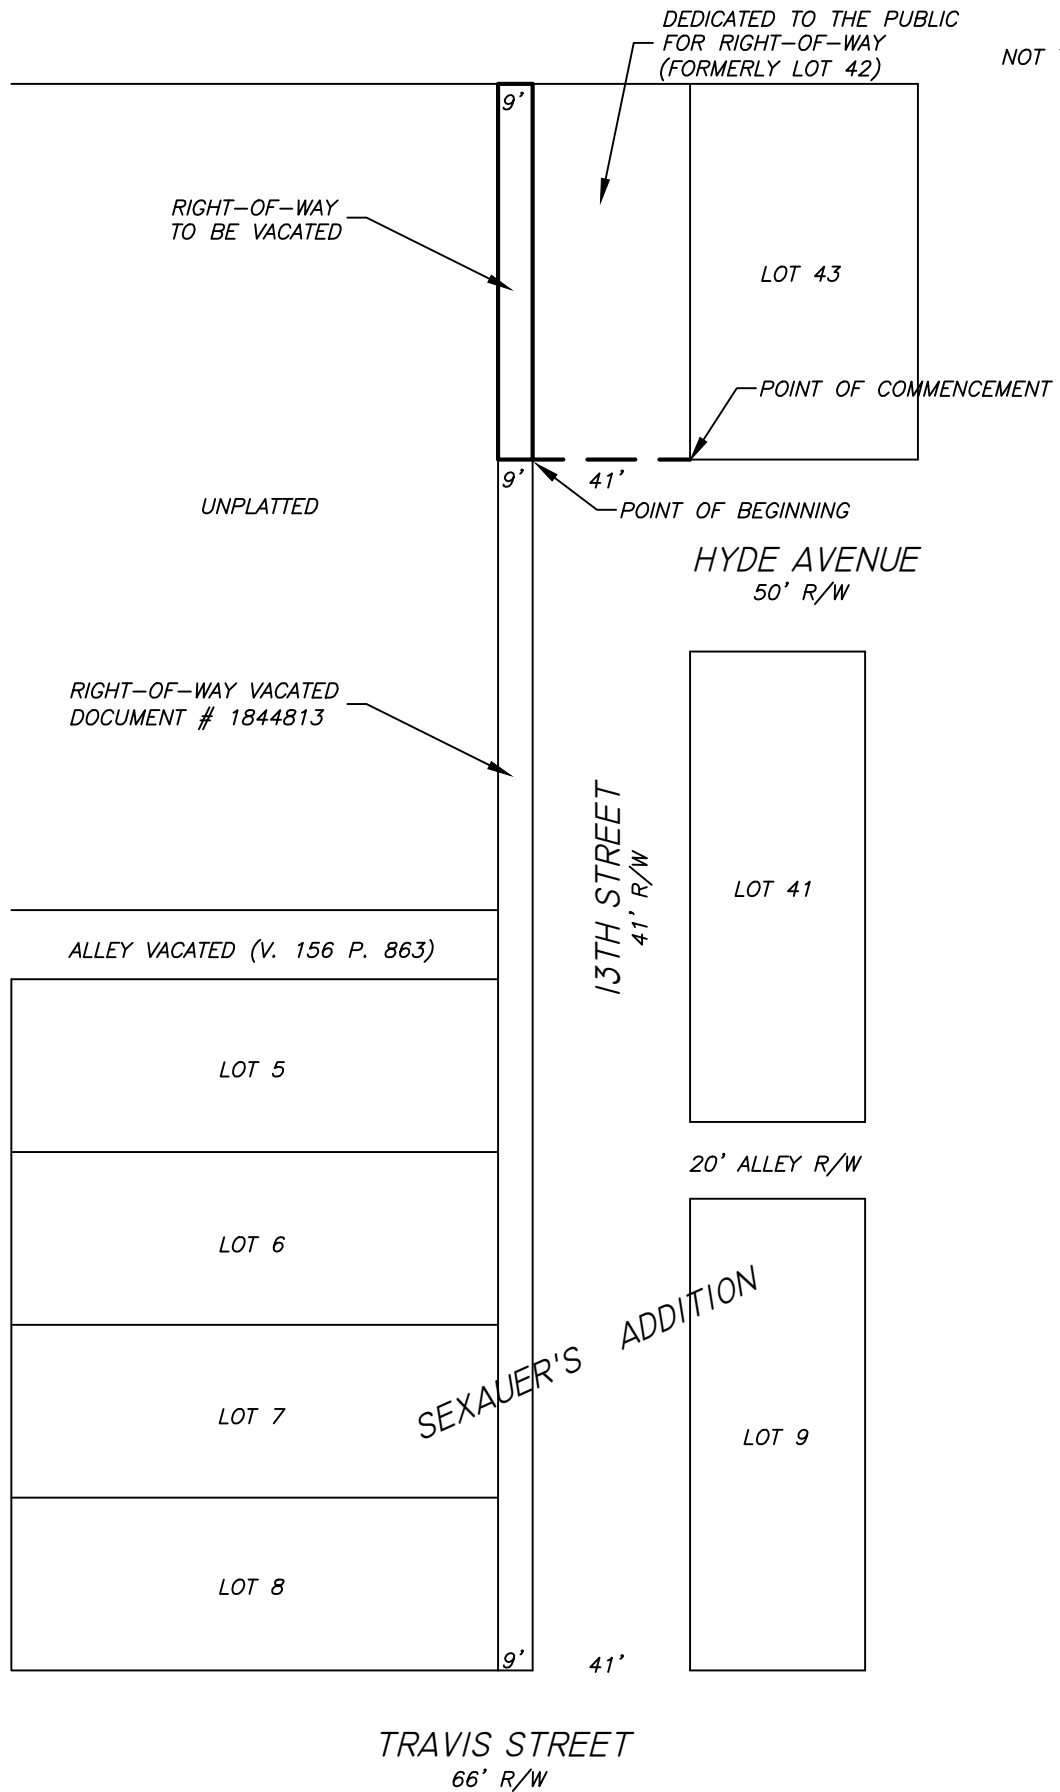 DEDICATED TO THE PUBLIC
FOR RIGHT-OF-WAY
(FORMERLY LOT 42)
NOT
9'
RIGHT-OF-WAY
TO BE VACATED
LOT 43
POINT OF COMMENCEMENT
9'
41'
UNPLATTED
POINT OF BEGINNING
HYDE AVENUE
50' R/W
RIGHT-OF-WAY VACATED
DOCUMENT # 1844813
13TH STREET
41' R/W
LOT 41
ALLEY VACATED (V. 156 P. 863)
LOT 5
20' ALLEY R/W
LOT 6
SEXAUER'S ADDITION
LOT 7
LOT 9
LOT 8
9'
41'
TRAVIS STREET
66' R/W